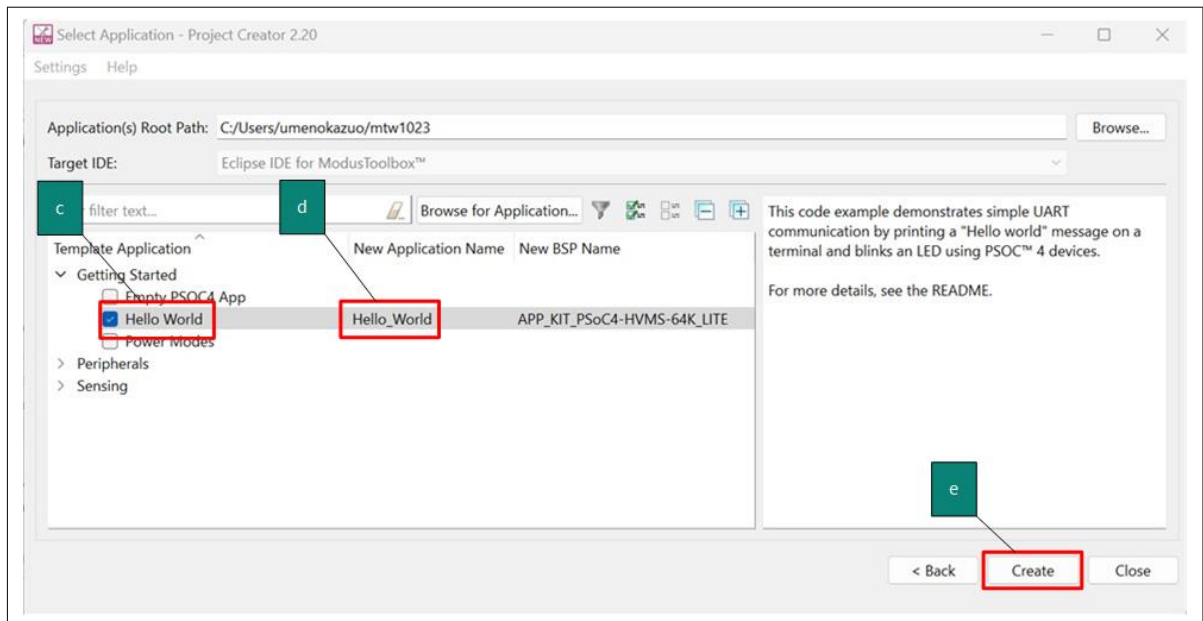 Select Application - Project Creator 2.20
Settings Help
Application(s) Root Path: C:/Users/umenokazuo/mtw1023 Browse...
Target IDE: Eclipse IDE for ModusToolbox™
c filter text... d Browse for Application...
Template Application New Application Name New BSP Name
Getting Started
Empty PSOC4 App
Hello World Hello_World APP_KIT_PSoC4-HVMS-64K_LITE
Power Modes
Peripherals
Sensing
This code example demonstrates simple UART
communication by printing a "Hello world" message on a
terminal and blinks an LED using PSOC™ 4 devices.
For more details, see the README.
e
< Back Create Close